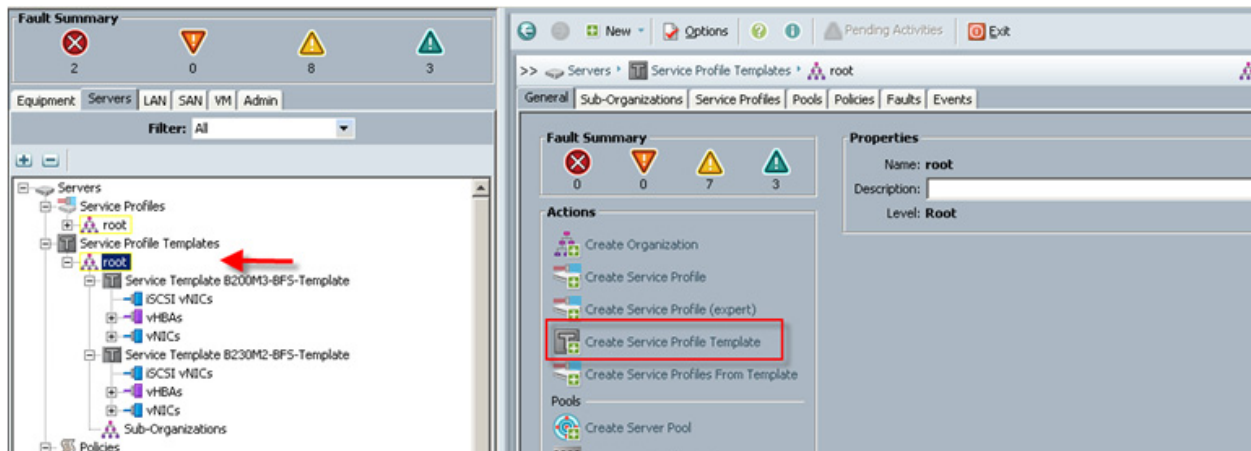 Fault Summary
2 0 8 3
Equipment Servers LAN SAN VM Admin
Filter: All
Servers
Service Profiles
root
Service Profile Templates
root
Service Template B200M3-BFS-Template
iSCSI vNICs
vHBAs
vNICs
Service Template B230M2-BFS-Template
iSCSI vNICs
vHBAs
vNICs
Sub-Organizations
Policies
New Options Pending Activities Exit
>> Servers Service Profile Templates root
General Sub-Organizations Service Profiles Pools Policies Faults Events
Fault Summary
0 0 7 3
Actions
Create Organization
Create Service Profile
Create Service Profile (expert)
Create Service Profile Template
Create Service Profiles From Template
Pools
Create Server Pool
Properties
Name: root
Description:
Level: Root